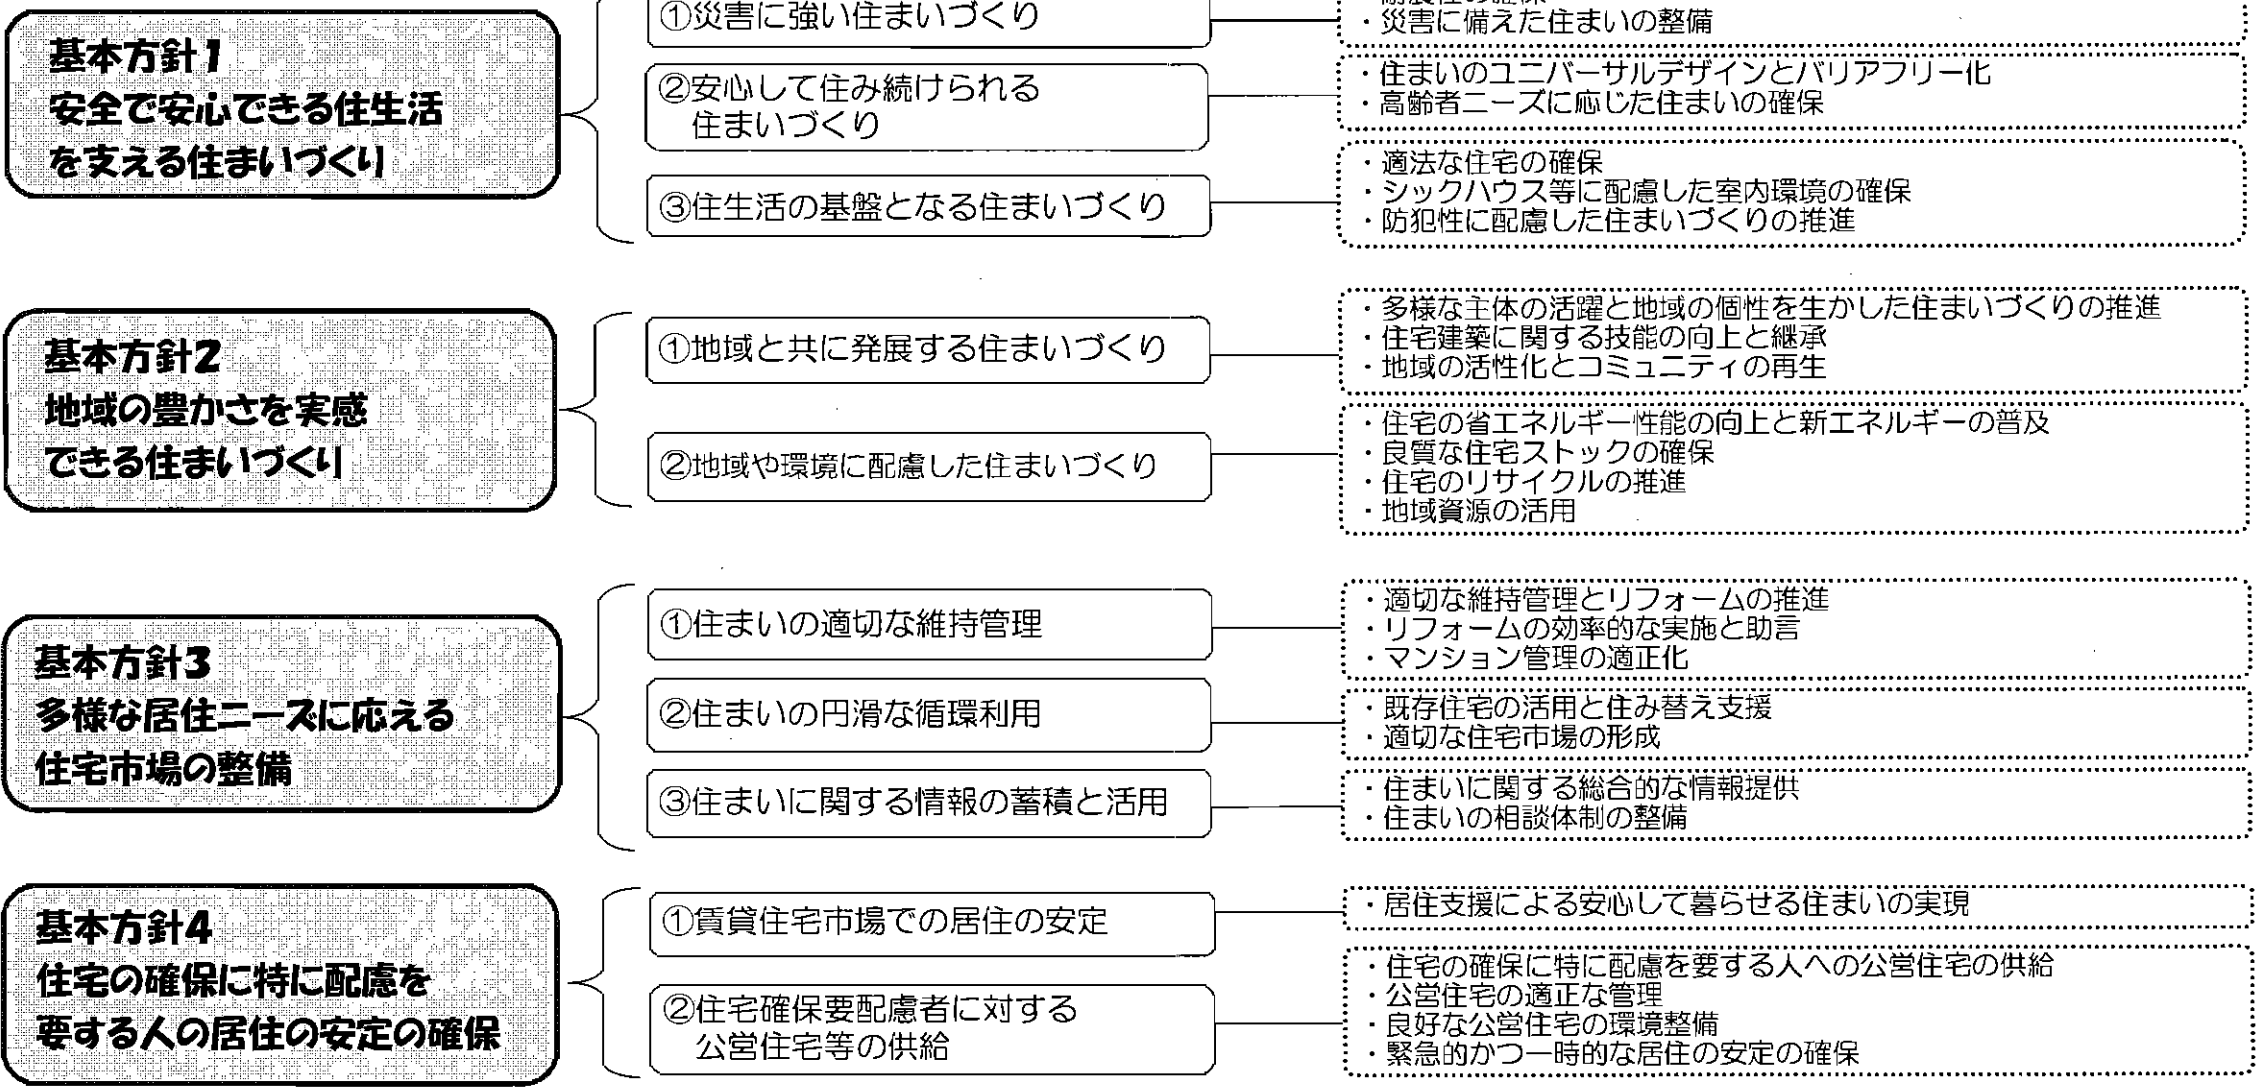 基本方針1
安全で安心できる住生活
を支える住まいづくり
①災害に強い住まいづくり
・災害に備えた住まいの整備
②安心して住み続けられる
住まいづくり
・住まいのユニバーサルデザインとバリアフリー化
・高齢者ニーズに応じた住まいの確保
③住生活の基盤となる住まいづくり
・適法な住宅の確保
・シックハウス等に配慮した室内環境の確保
・防犯性に配慮した住まいづくりの推進
基本方針2
地域の豊かさを実感
できる住まいづくり
①地域と共に発展する住まいづくり
・多様な主体の活躍と地域の個性を生かした住まいづくりの推進
・住宅建築に関する技能の向上と継承
・地域の活性化とコミュニティの再生
②地域や環境に配慮した住まいづくり
・住宅の省エネルギー性能の向上と新エネルギーの普及
・良質な住宅ストックの確保
・住宅のリサイクルの推進
・地域資源の活用
基本方針3
多様な居住ニーズに応える
住宅市場の整備
①住まいの適切な維持管理
・適切な維持管理とリフォームの推進
・リフォームの効率的な実施と助言
・マンション管理の適正化
②住まいの円滑な循環利用
・既存住宅の活用と住み替え支援
・適切な住宅市場の形成
③住まいに関する情報の蓄積と活用
・住まいに関する総合的な情報提供
・住まいの相談体制の整備
基本方針4
住宅の確保に特に配慮を
要する人の居住の安定の確保
①賃貸住宅市場での居住の安定
・居住支援による安心して暮らせる住まいの実現
②住宅確保要配慮者に対する
公営住宅等の供給
・住宅の確保に特に配慮を要する人への公営住宅の供給
・公営住宅の適正な管理
・良好な公営住宅の環境整備
・緊急的かつ一時的な居住の安定の確保